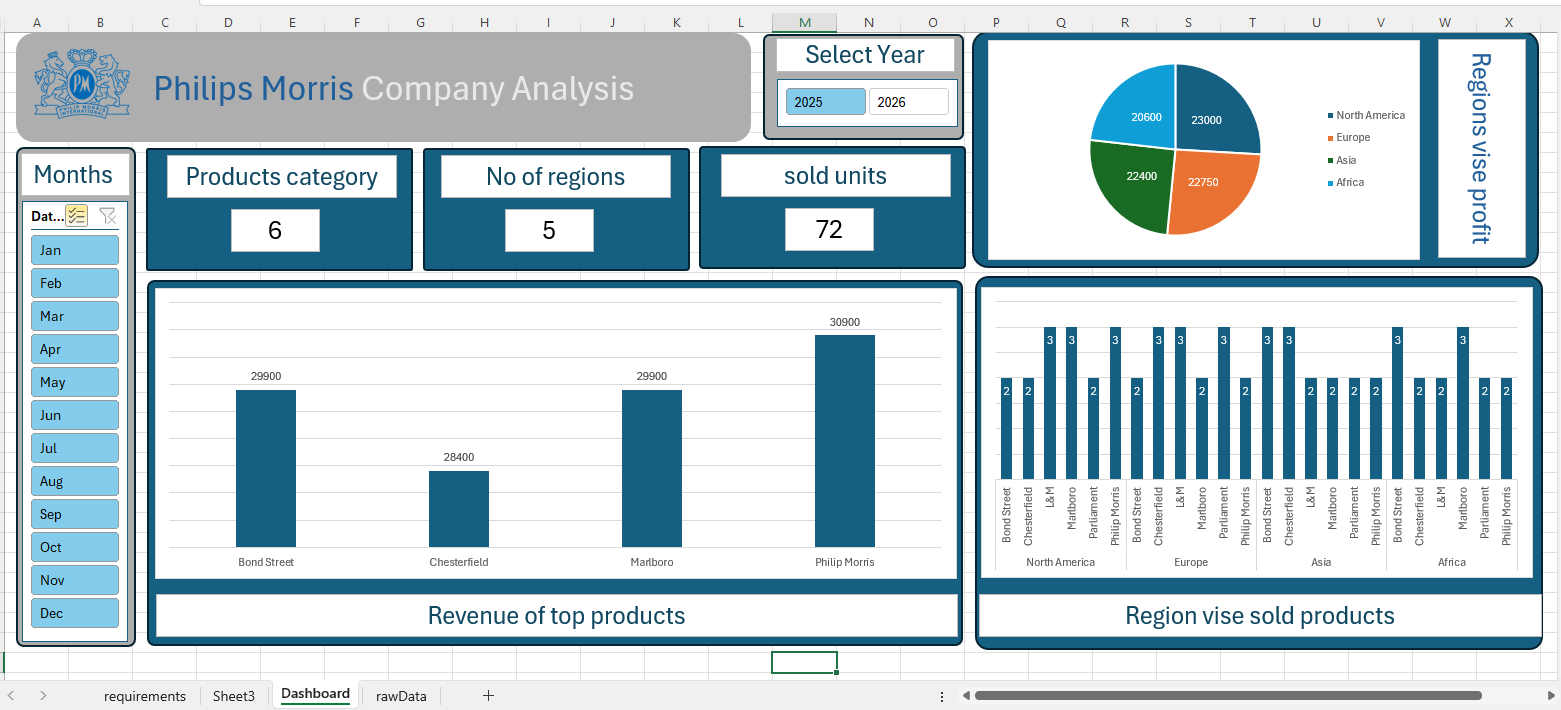 A B C D E F G H I J K L M N O P Q R S T U V W X
Philips Morris Company Analysis
PM
PHILIP MORRIS
INTERNATIONAL
Select Year
2025 2026
Months
Dat...
Jan
Feb
Mar
Apr
May
Jun
Jul
Aug
Sep
Oct
Nov
Dec
Products category
6
No of regions
5
sold units
72
23000
22750
22400
20600
North America
Europe
Asia
Africa
Regions vise profit
29900
28400
29900
30900
Bond Street Chesterfield Marlboro Philip Morris
Revenue of top products
2 2 3 3 2 3 2 3 3 2 3 2 3 3 2 2 2 2 3 2 2 3 2 2
Bond Street Chesterfield L&M Marlboro Parliament Philip Morris Bond Street Chesterfield L&M Marlboro Parliament Philip Morris Bond Street Chesterfield L&M Marlboro Parliament Philip Morris Bond Street Chesterfield L&M Marlboro Parliament Philip Morris
North America Europe Asia Africa
Region vise sold products
requirements Sheet3 Dashboard rawData +